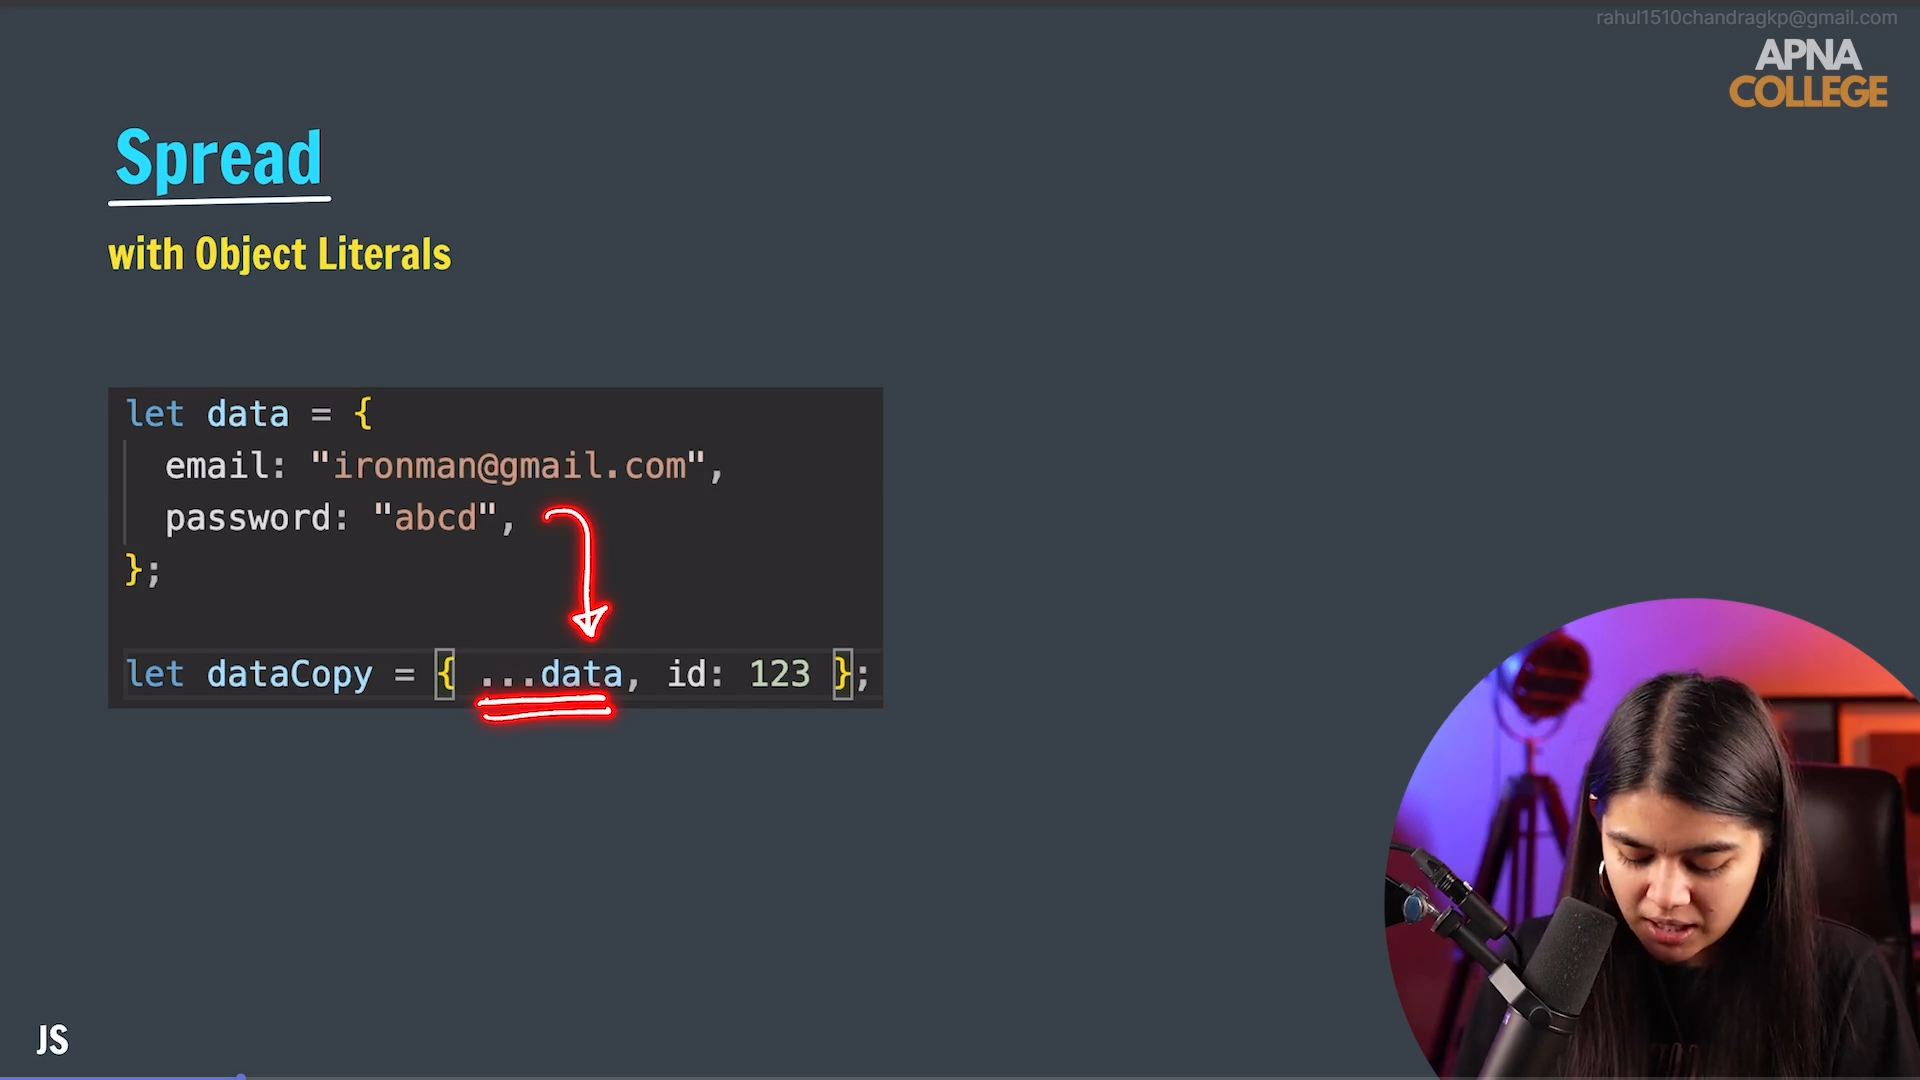 rahul1510chandragkp@gmail.com
APNA
COLLEGE
Spread
with Object Literals
let data = {
  email: "ironman@gmail.com",
  password: "abcd",
};
let dataCopy = { ...data, id: 123 };
JS